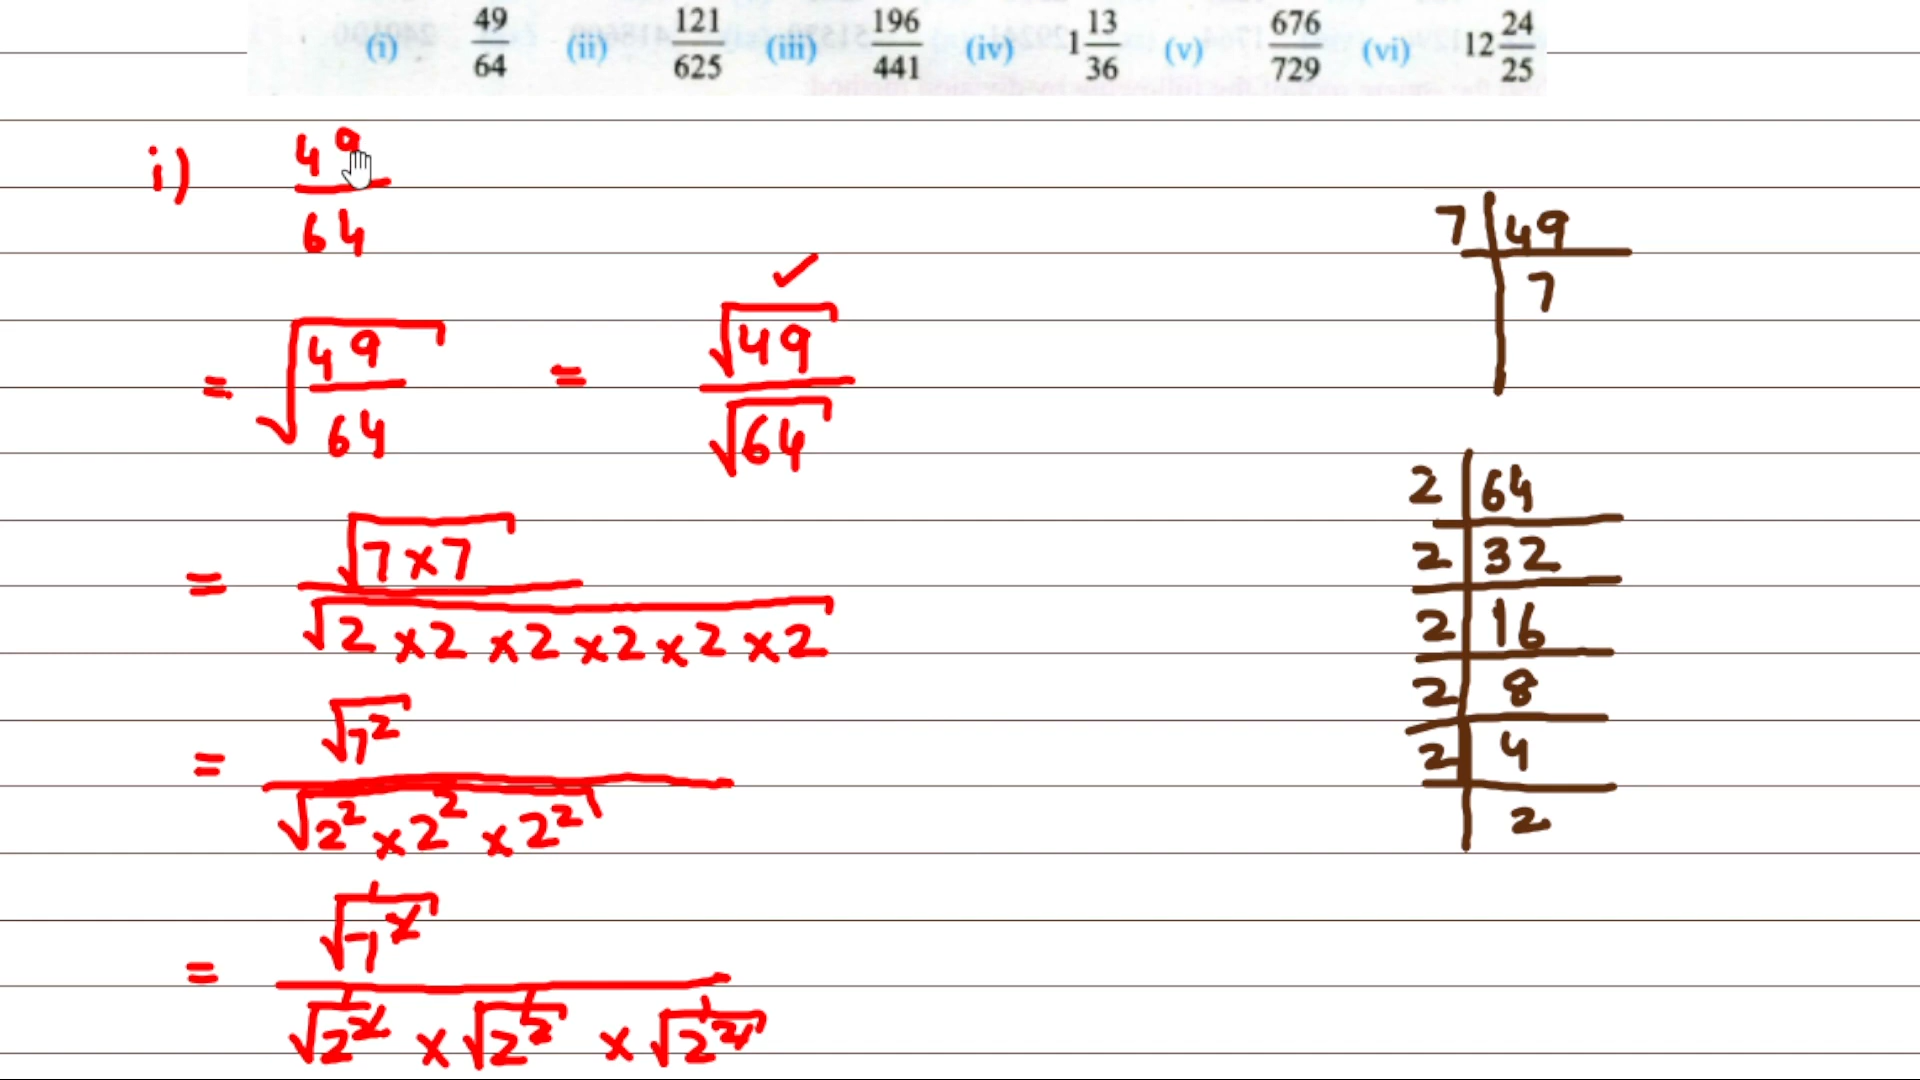 (i) 49/64 (ii) 121/625 (iii) 196/441 (iv) 1 13/36 (v) 676/729 (vi) 12 24/25
i) 49/64
= √(49/64) = √49/√64 ✓
= √(7×7)/√(2×2×2×2×2×2)
= √7²/√(2²×2²×2²)
= √7²/(√2²×√2²×√2²)
7 | 49
7
2 | 64
2 | 32
2 | 16
2 | 8
2 | 4
2